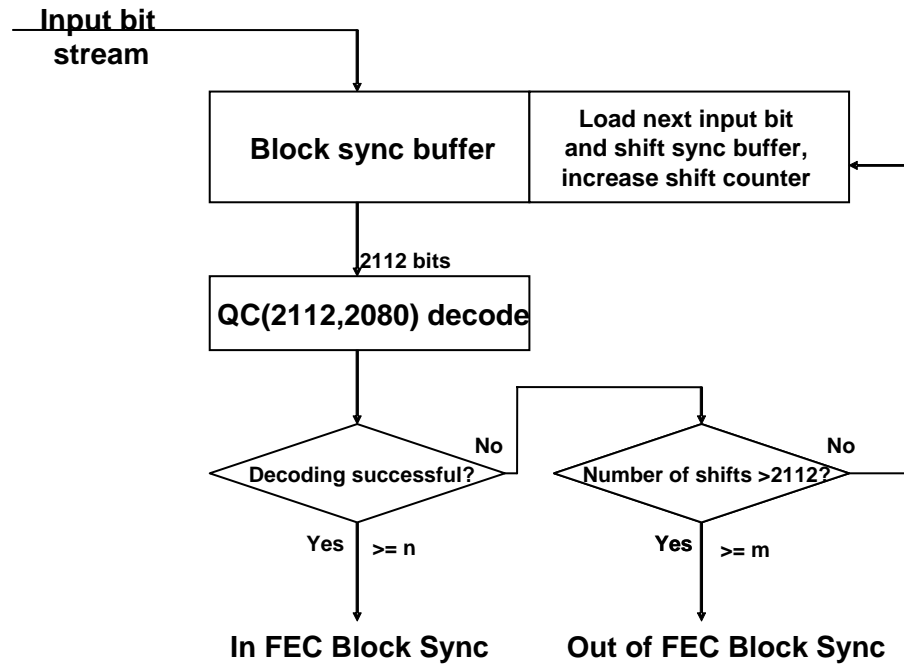 Input bit
stream
Block sync buffer
Load next input bit
and shift sync buffer,
increase shift counter
2112 bits
QC(2112,2080) decode
Decoding successful?
No
Number of shifts >2112?
No
Yes
>= n
Yes
>= m
In FEC Block Sync
Out of FEC Block Sync